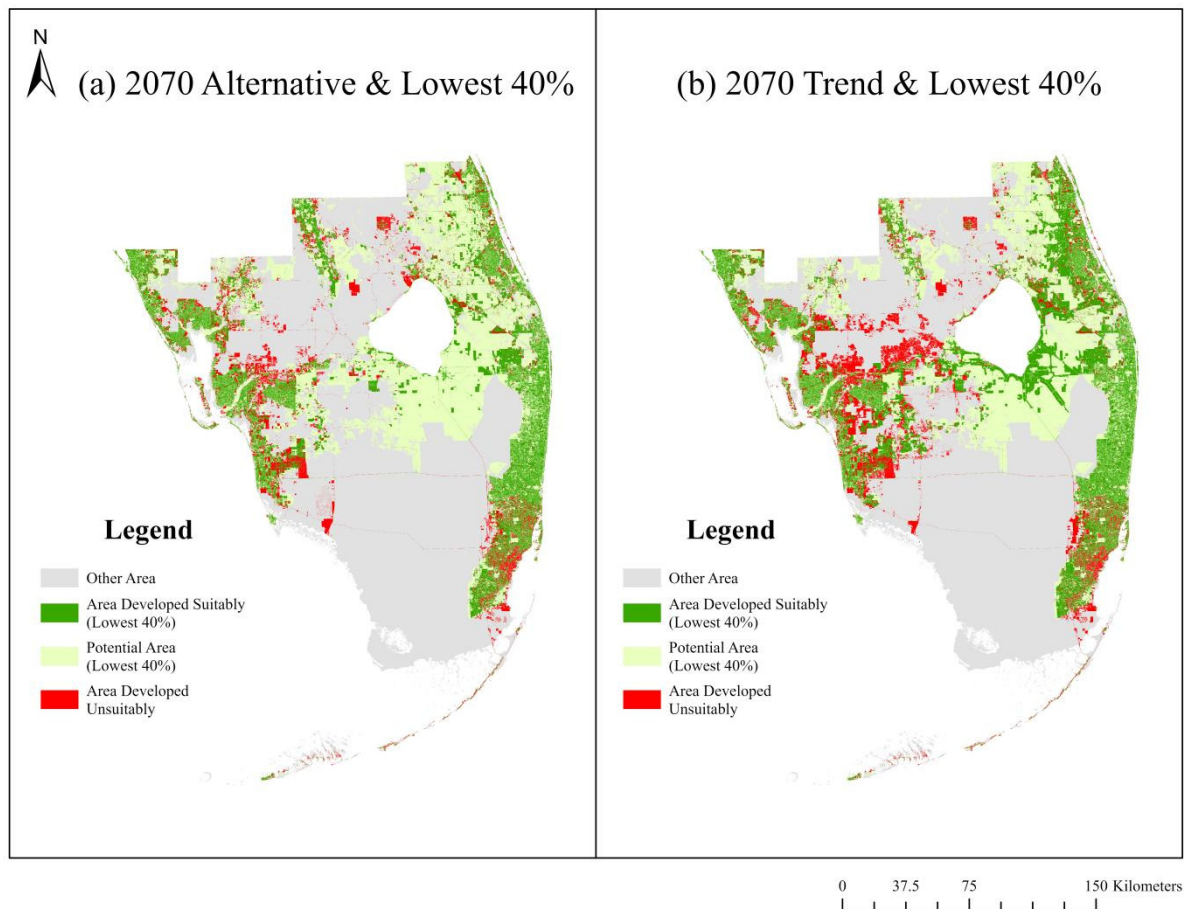 N
(a) 2070 Alternative & Lowest 40%
Legend
Other Area
Area Developed Suitably
(Lowest 40%)
Potential Area
(Lowest 40%)
Area Developed
Unsuitably
(b) 2070 Trend & Lowest 40%
Legend
Other Area
Area Developed Suitably
(Lowest 40%)
Potential Area
(Lowest 40%)
Area Developed
Unsuitably
0 37.5 75 150 Kilometers